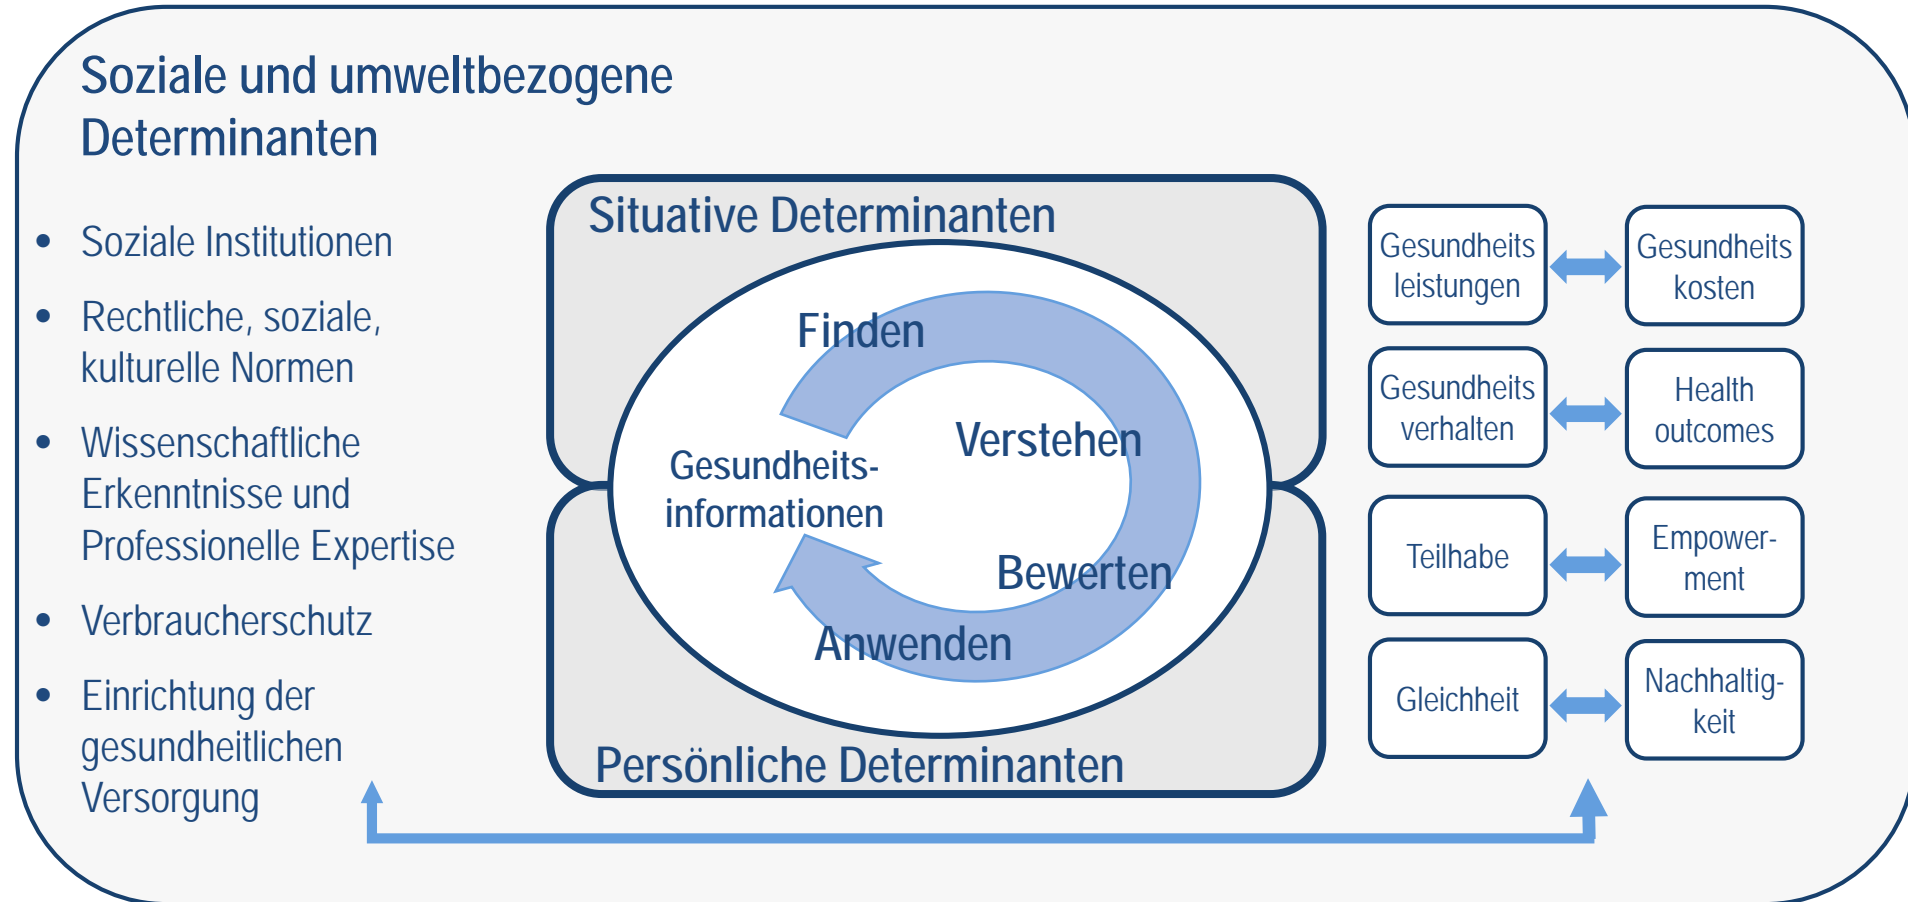 Soziale und umweltbezogene
Determinanten
• Soziale Institutionen
• Rechtliche, soziale,
kulturelle Normen
• Wissenschaftliche
Erkenntnisse und
Professionelle Expertise
• Verbraucherschutz
• Einrichtung der
gesundheitlichen
Versorgung
Situative Determinanten
Finden
Verstehen
Gesundheits-
informationen
Bewerten
Anwenden
Persönliche Determinanten
Gesundheits
leistungen
Gesundheits
kosten
Gesundheits
verhalten
Health
outcomes
Teilhabe
Empower-
ment
Gleichheit
Nachhaltig-
keit